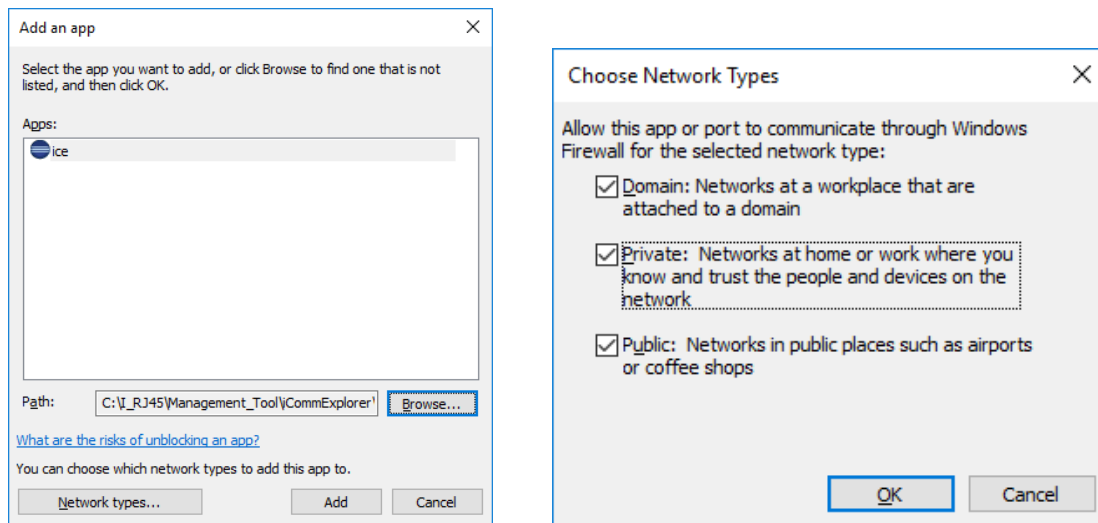 Add an app
Select the app you want to add, or click Browse to find one that is not
listed, and then click OK.
Apps:
ice
Path:
C:\I_RJ45\Management_Tool\iCommExplorer\
Browse...
What are the risks of unblocking an app?
You can choose which network types to add this app to.
Network types...
Add
Cancel
Choose Network Types
Allow this app or port to communicate through Windows
Firewall for the selected network type:
Domain: Networks at a workplace that are
attached to a domain
Private: Networks at home or work where you
know and trust the people and devices on the
network
Public: Networks in public places such as airports
or coffee shops
OK
Cancel